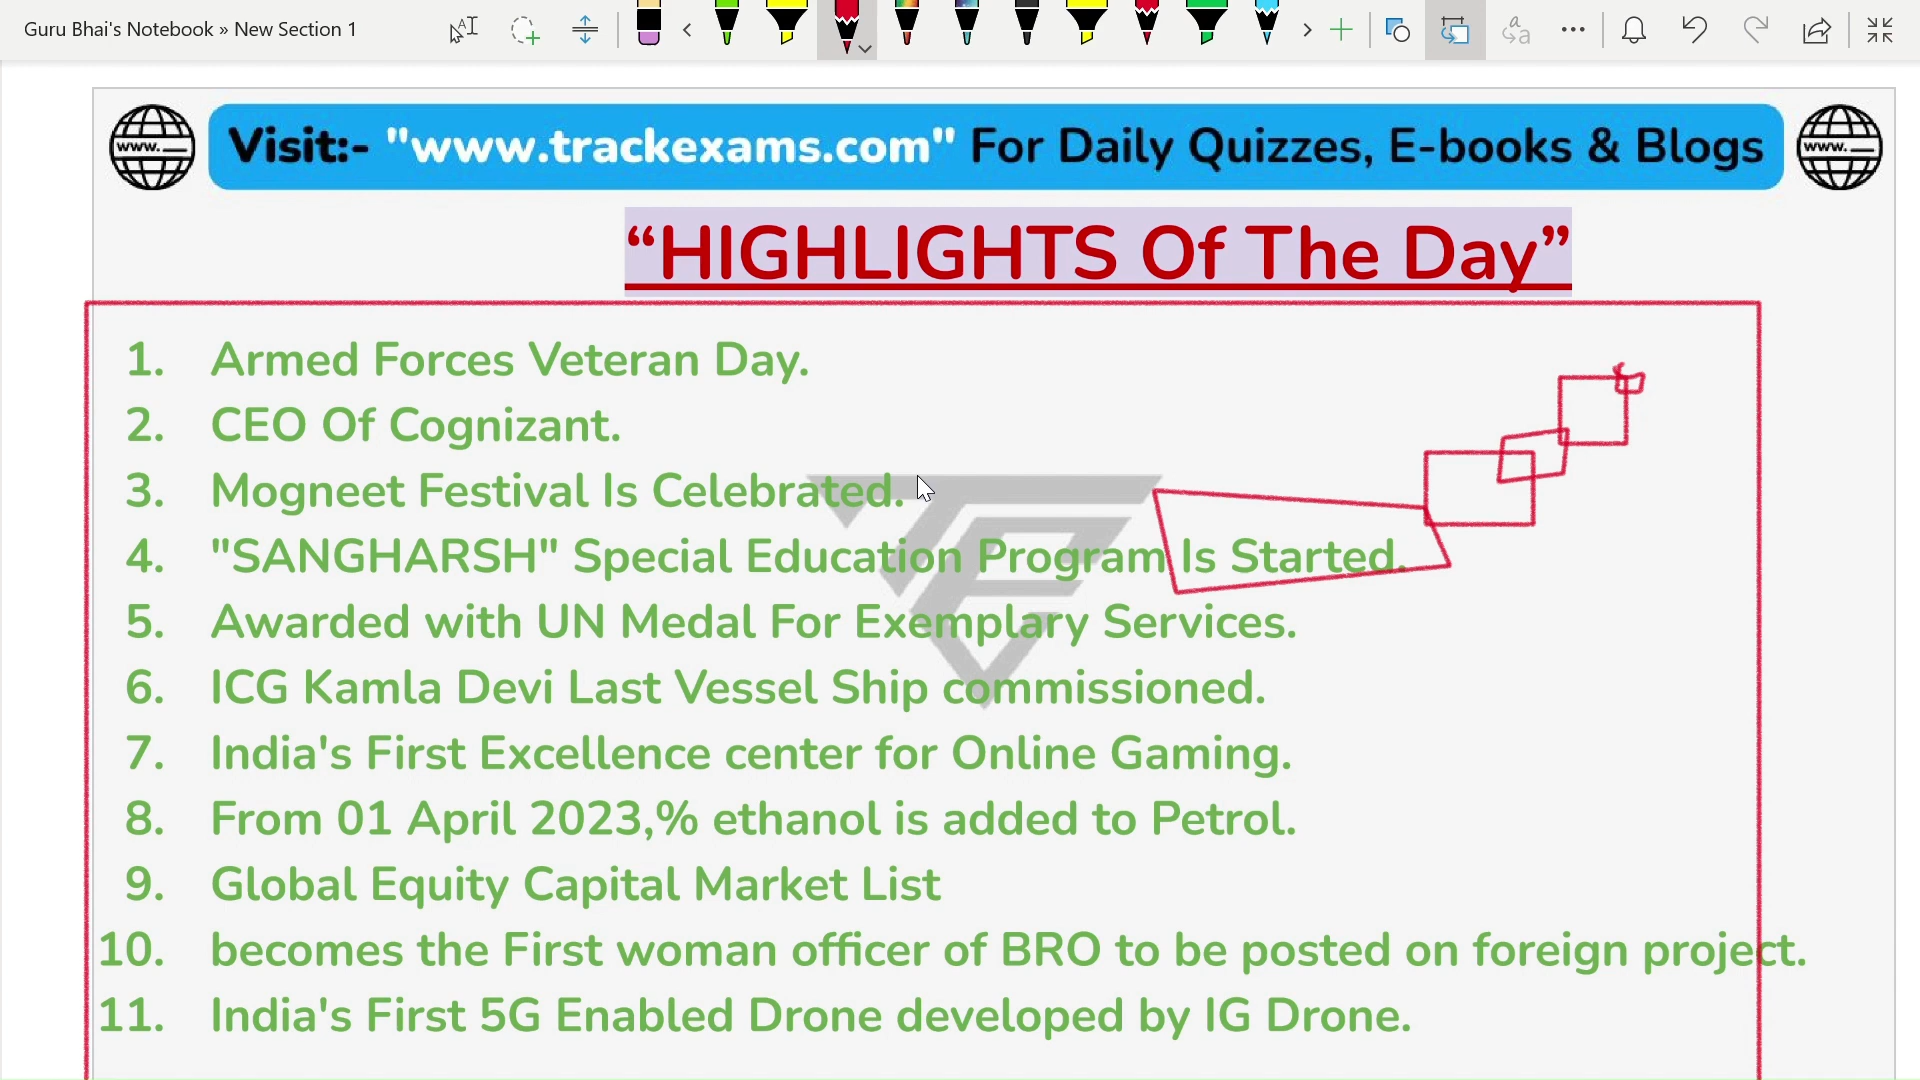 Guru Bhai's Notebook » New Section 1
www.
Visit:- "www.trackexams.com" For Daily Quizzes, E-books & Blogs
www.
“HIGHLIGHTS Of The Day”
1. Armed Forces Veteran Day.
2. CEO Of Cognizant.
3. Mogneet Festival Is Celebrated.
4. "SANGHARSH" Special Education Program Is Started.
5. Awarded with UN Medal For Exemplary Services.
6. ICG Kamla Devi Last Vessel Ship commissioned.
7. India's First Excellence center for Online Gaming.
8. From 01 April 2023,% ethanol is added to Petrol.
9. Global Equity Capital Market List
10. becomes the First woman officer of BRO to be posted on foreign project.
11. India's First 5G Enabled Drone developed by IG Drone.